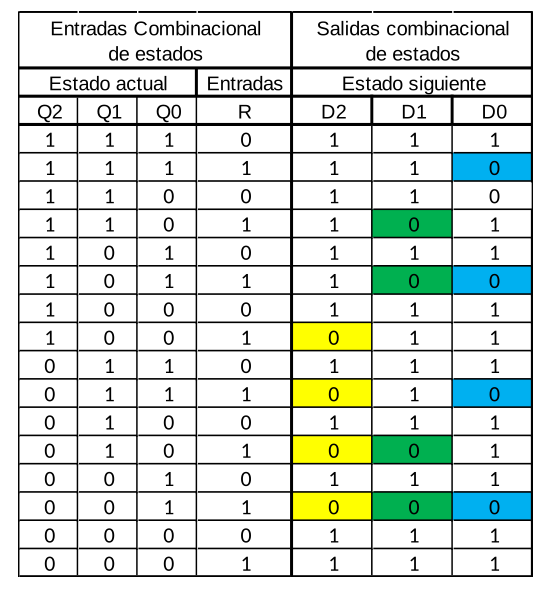 Entradas Combinacional de estados Salidas combinacional de estados
Estado actual Entradas Estado siguiente
Q2 Q1 Q0 R D2 D1 D0
1 1 1 0 1 1 1
1 1 1 1 1 1 0
1 1 0 0 1 1 0
1 1 0 1 1 0 1
1 0 1 0 1 1 1
1 0 1 1 1 0 0
1 0 0 0 1 1 1
1 0 0 1 0 1 1
0 1 1 0 1 1 1
0 1 1 1 0 1 0
0 1 0 0 1 1 1
0 1 0 1 0 0 1
0 0 1 0 1 1 1
0 0 1 1 0 0 0
0 0 0 0 1 1 1
0 0 0 1 1 1 1